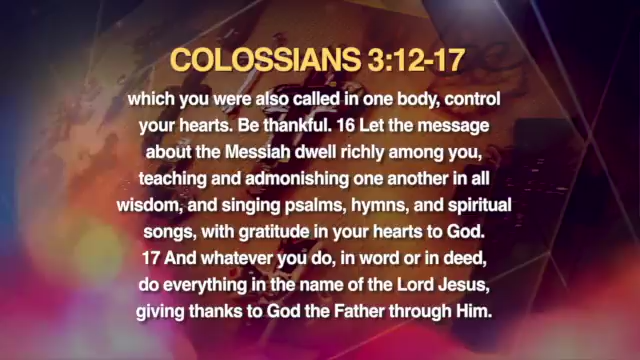 COLOSSIANS 3:12-17
which you were also called in one body, control
your hearts. Be thankful. 16 Let the message
about the Messiah dwell richly among you,
teaching and admonishing one another in all
wisdom, and singing psalms, hymns, and spiritual
songs, with gratitude in your hearts to God.
17 And whatever you do, in word or in deed,
do everything in the name of the Lord Jesus,
giving thanks to God the Father through Him.